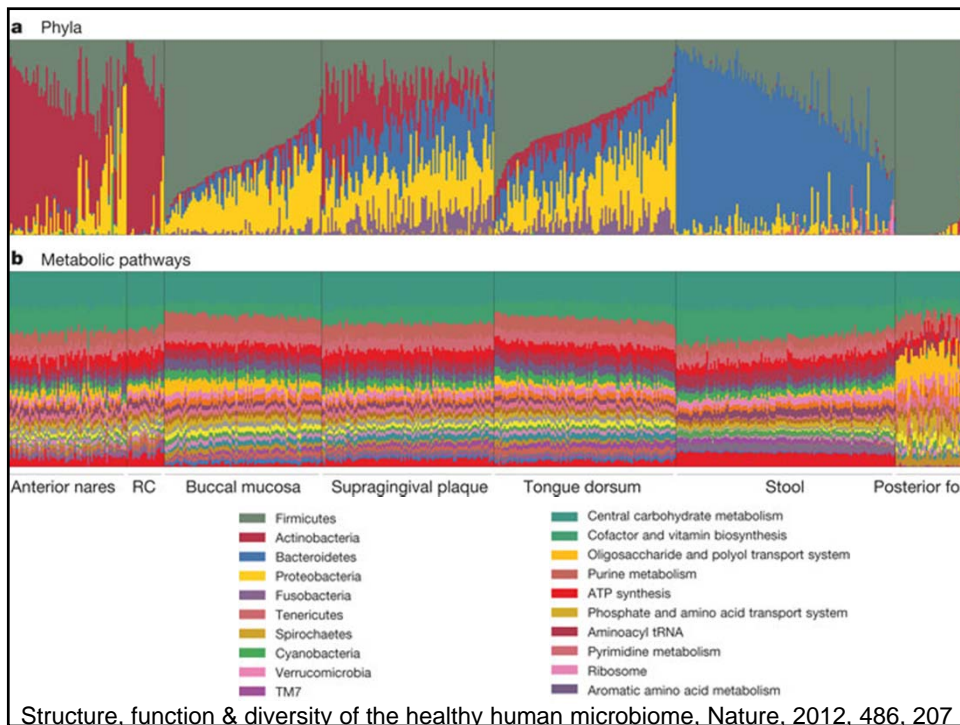 a Phyla
b Metabolic pathways
Anterior nares RC Buccal mucosa Supragingival plaque Tongue dorsum Stool Posterior fo
Firmicutes
Actinobacteria
Bacteroidetes
Proteobacteria
Fusobacteria
Tenericutes
Spirochaetes
Cyanobacteria
Verrucomicrobia
TM7
Central carbohydrate metabolism
Cofactor and vitamin biosynthesis
Oligosaccharide and polyol transport system
Purine metabolism
ATP synthesis
Phosphate and amino acid transport system
Aminoacyl tRNA
Pyrimidine metabolism
Ribosome
Aromatic amino acid metabolism
Structure, function & diversity of the healthy human microbiome, Nature, 2012, 486, 207